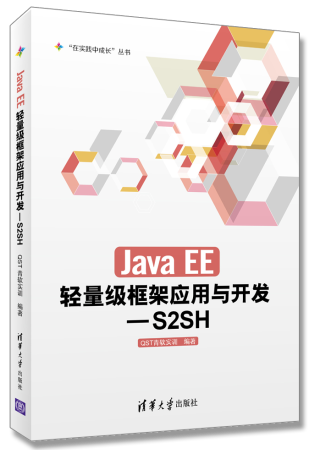 “在实践中成长”丛书
Java EE
轻量级框架应用与开发
—S2SH
QST青软实训 编著
清华大学出版社
Java EE 轻量级框架应用与开发—S2SH
QST 青软实训 编著
清华大学出版社